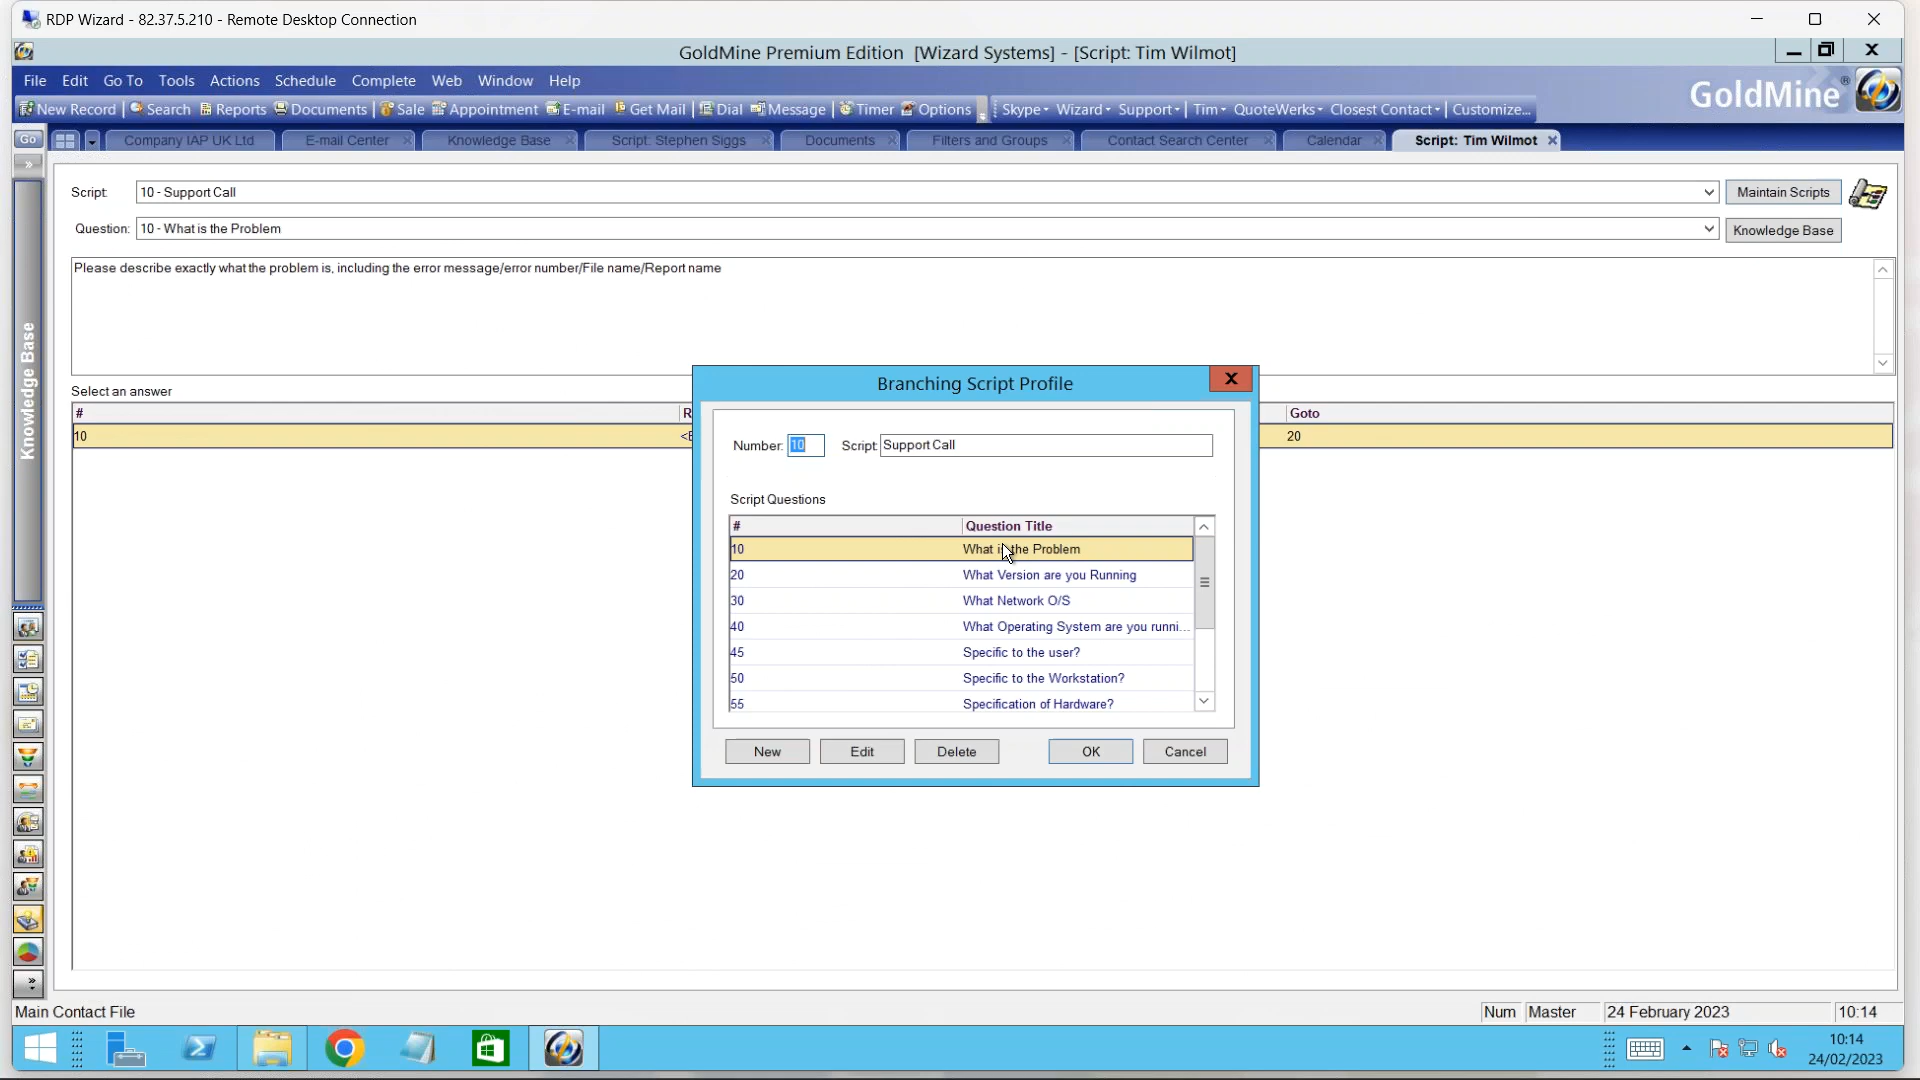 RDP Wizard - 82.37.5.210 - Remote Desktop Connection
GoldMine Premium Edition [Wizard Systems] - [Script: Tim Wilmot]
File Edit Go To Tools Actions Schedule Complete Web Window Help
GoldMine®
New Record Search Reports Documents Sale Appointment E-mail Get Mail Dial Message Timer Options Skype Wizard Support Tim QuoteWerks Closest Contact Customize...
Go Company IAP UK Ltd E-mail Center Knowledge Base Script: Stephen Siggs Documents Filters and Groups Contact Search Center Calendar Script: Tim Wilmot
»
Script: 10 - Support Call Maintain Scripts
Question: 10 - What is the Problem Knowledge Base
Please describe exactly what the problem is, including the error message/error number/File name/Report name
Knowledge Base
Select an answer
# Goto
10 20
Branching Script Profile
Number: 10 Script: Support Call
Script Questions
# Question Title
10 What is the Problem
20 What Version are you Running
30 What Network O/S
40 What Operating System are you runni...
45 Specific to the user?
50 Specific to the Workstation?
55 Specification of Hardware?
New Edit Delete OK Cancel
»
Main Contact File Num Master 24 February 2023 10:14
10:14
24/02/2023